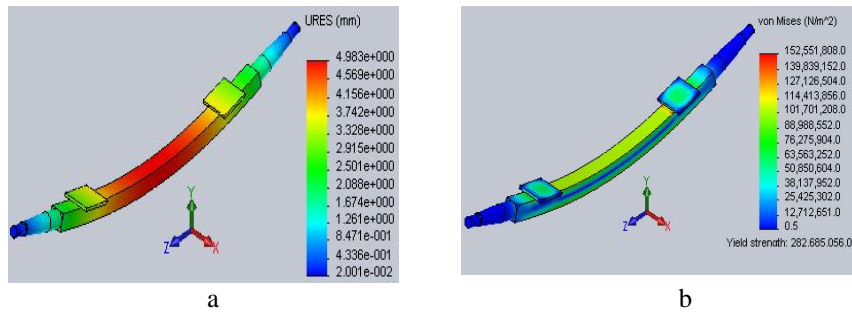 URES (mm)
4.983e+000
4.569e+000
4.156e+000
3.742e+000
3.328e+000
2.915e+000
2.501e+000
2.088e+000
1.674e+000
1.261e+000
8.471e-001
4.336e-001
2.001e-002
Y
Z
X
a
von Mises (N/m^2)
152,551,808.0
139,839,152.0
127,126,504.0
114,413,856.0
101,701,208.0
88,988,552.0
76,275,904.0
63,563,252.0
50,850,604.0
38,137,952.0
25,425,302.0
12,712,651.0
0.5
Yield strength: 282.685.056.0
Y
Z
X
b